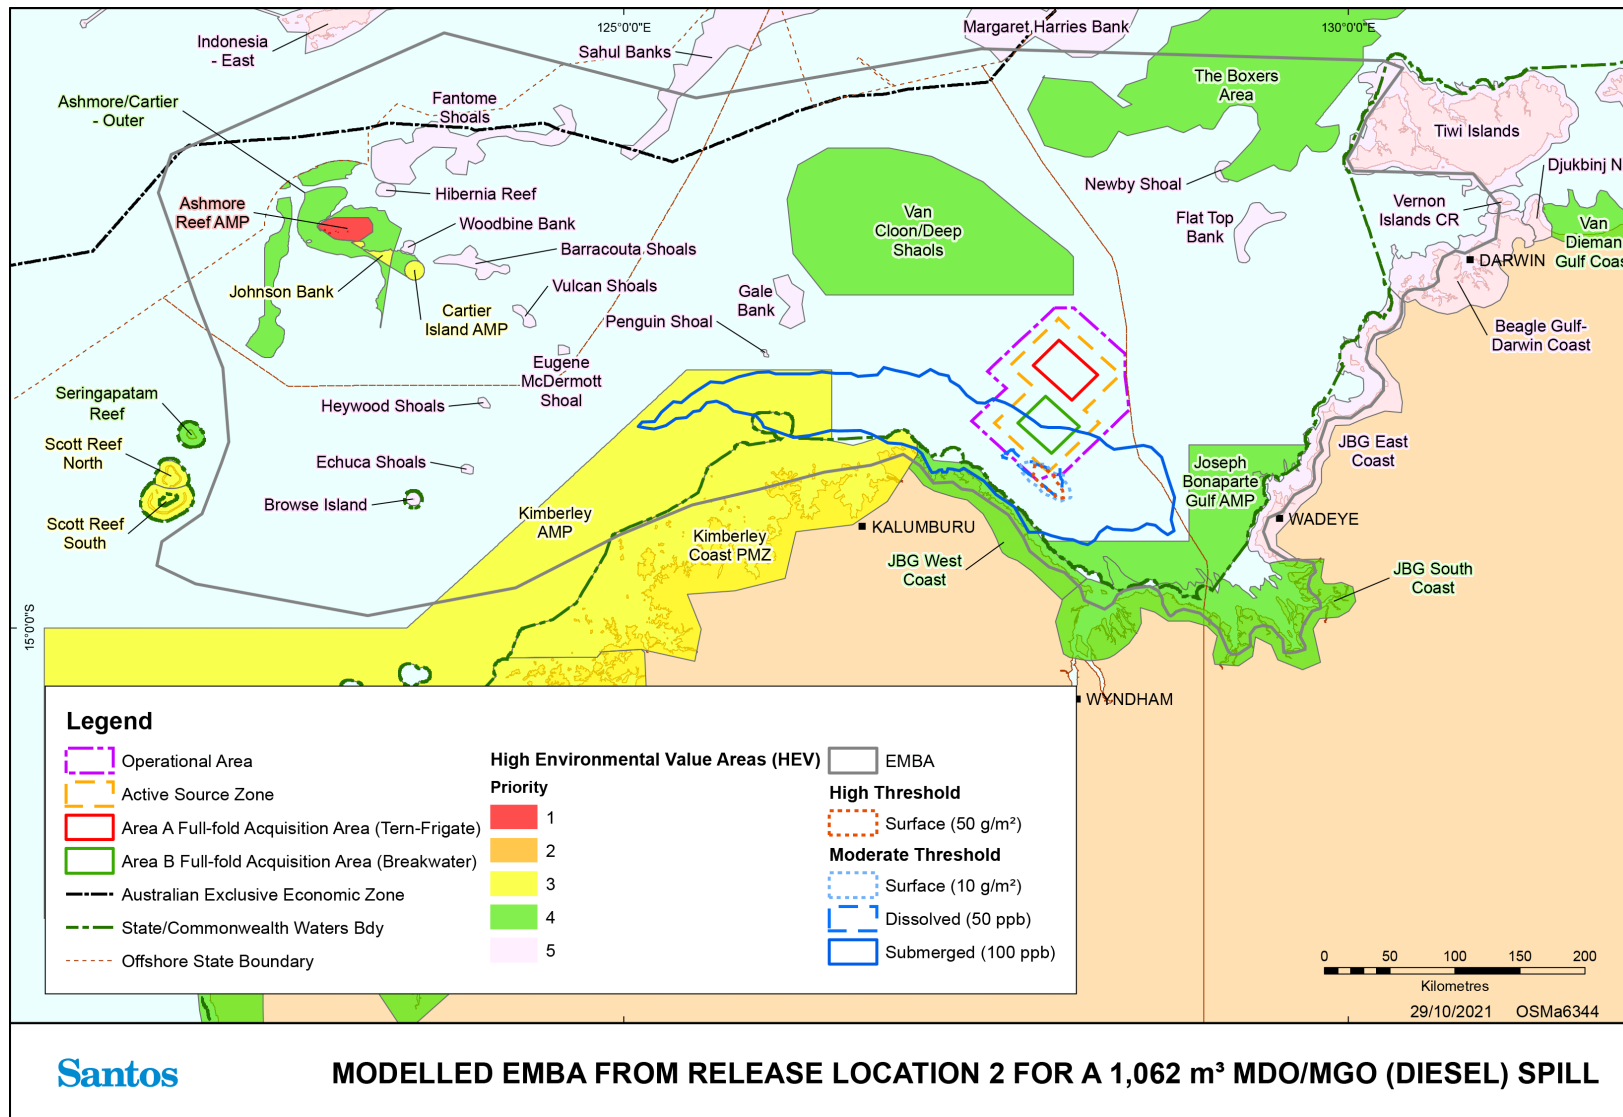 125°0'0"E
130°0'0"E
Indonesia
- East
Sahul Banks
Margaret Harries Bank
The Boxers
Area
Ashmore/Cartier
- Outer
Fantome
Shoals
Tiwi Islands
Djukbinj N
Hibernia Reef
Newby Shoal
Vernon
Islands CR
Ashmore
Reef AMP
Woodbine Bank
Van
Cloon/Deep
Shaols
Flat Top
Bank
Van
Dieman
Gulf Coas
Barracouta Shoals
DARWIN
Johnson Bank
Vulcan Shoals
Gale
Bank
Cartier
Island AMP
Penguin Shoal
Beagle Gulf-
Darwin Coast
Eugene
McDermott
Shoal
Seringapatam
Reef
Heywood Shoals
Scott Reef
North
JBG East
Coast
Echuca Shoals
Joseph
Bonaparte
Gulf AMP
Browse Island
Scott Reef
South
Kimberley
AMP
Kimberley
Coast PMZ
KALUMBURU
WADEYE
JBG West
Coast
JBG South
Coast
15°0'0"S
WYNDHAM
Legend
Operational Area
Active Source Zone
Area A Full-fold Acquisition Area (Tern-Frigate)
Area B Full-fold Acquisition Area (Breakwater)
Australian Exclusive Economic Zone
State/Commonwealth Waters Bdy
Offshore State Boundary
High Environmental Value Areas (HEV)
Priority
1
2
3
4
5
EMBA
High Threshold
Surface (50 g/m²)
Moderate Threshold
Surface (10 g/m²)
Dissolved (50 ppb)
Submerged (100 ppb)
0 50 100 150 200
Kilometres
29/10/2021 OSMa6344
Santos
MODELLED EMBA FROM RELEASE LOCATION 2 FOR A 1,062 m³ MDO/MGO (DIESEL) SPILL